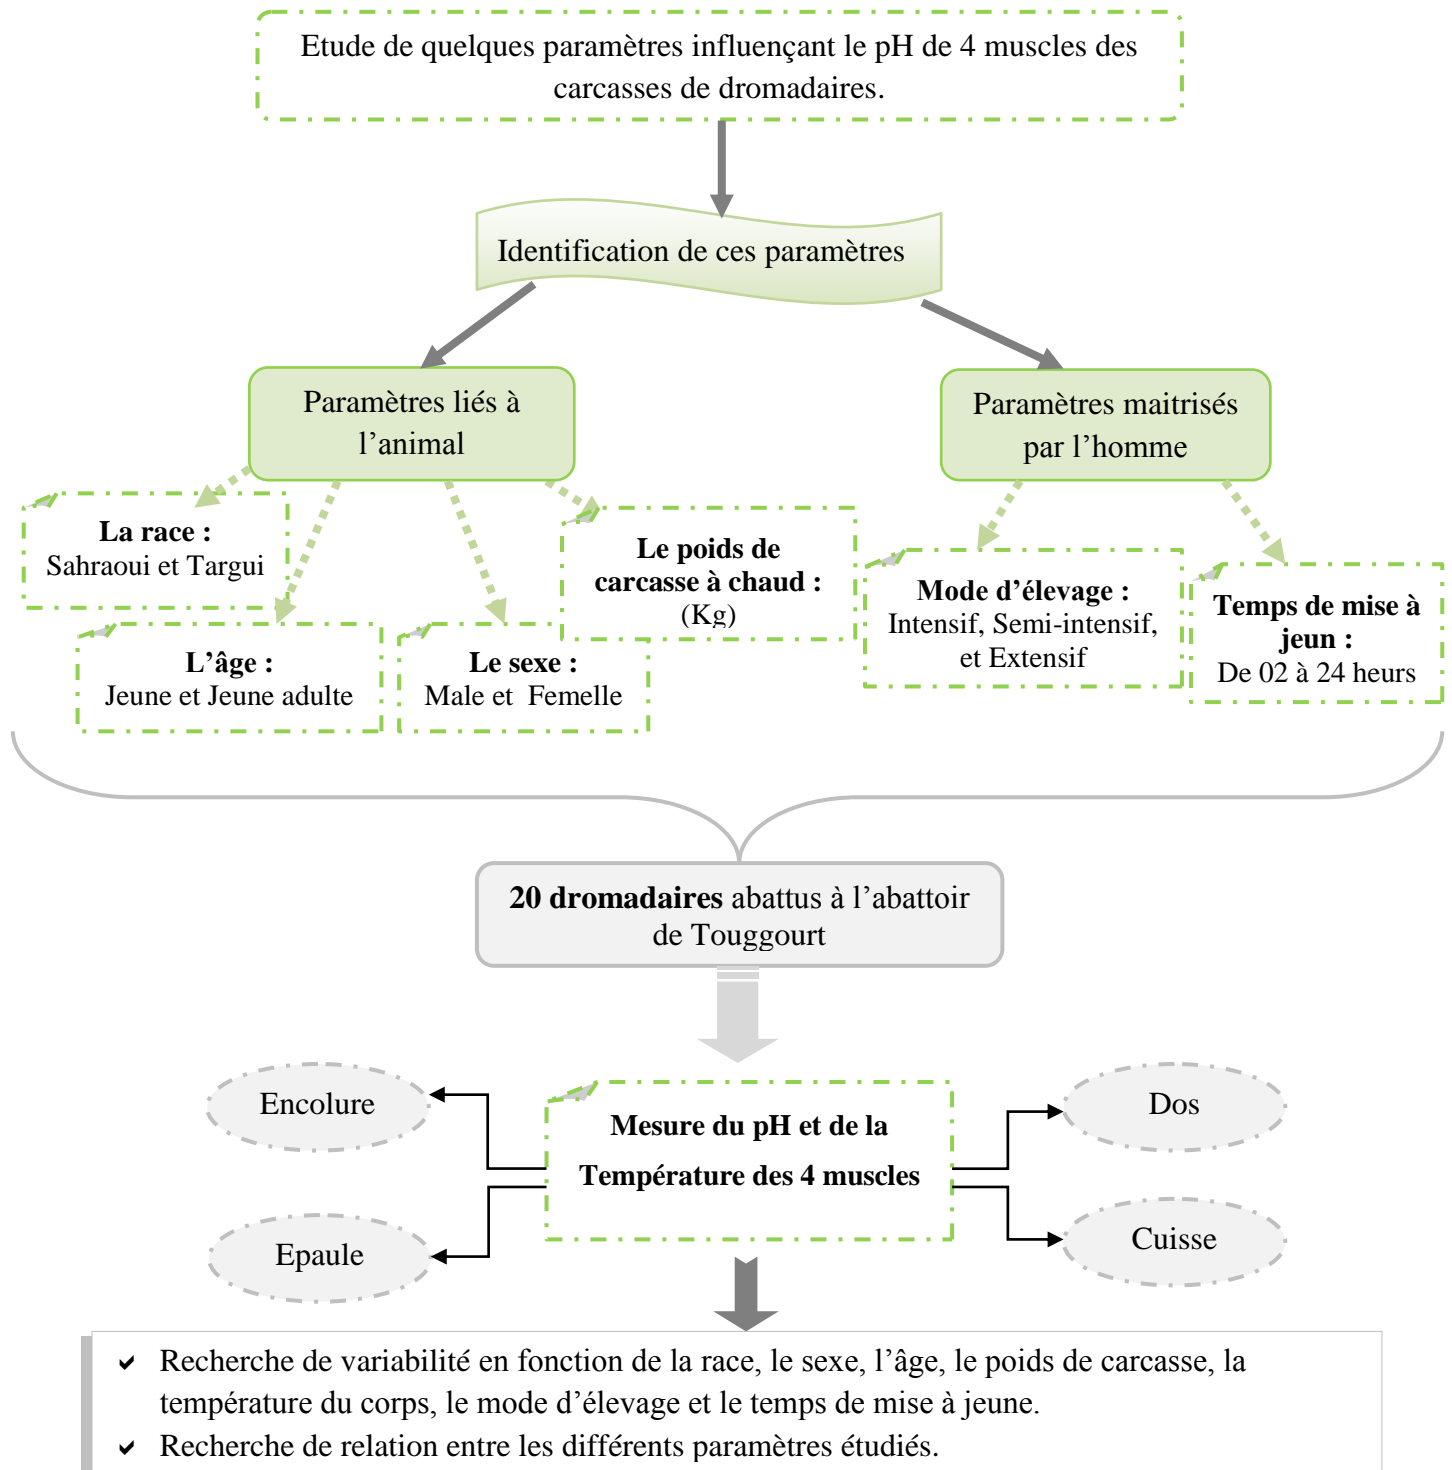 Etude de quelques paramètres influençant le pH de 4 muscles des
carcasses de dromadaires.
Identification de ces paramètres
Paramètres liés à
l’animal
Paramètres maitrisés
par l’homme
La race :
Sahraoui et Targui
L’âge :
Jeune et Jeune adulte
Le sexe :
Male et Femelle
Le poids de
carcasse à chaud :
(Kg)
Mode d’élevage :
Intensif, Semi-intensif,
et Extensif
Temps de mise à
jeun :
De 02 à 24 heurs
20 dromadaires abattus à l’abattoir
de Touggourt
Encolure
Epaule
Mesure du pH et de la
Température des 4 muscles
Dos
Cuisse
✓ Recherche de variabilité en fonction de la race, le sexe, l’âge, le poids de carcasse, la
température du corps, le mode d’élevage et le temps de mise à jeune.
✓ Recherche de relation entre les différents paramètres étudiés.